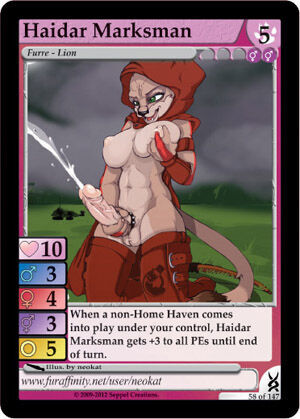 Haidar Marksman
5
Furre - Lion
10
3
4
3
5
When a non-Home Haven comes
into play under your control, Haidar
Marksman gets +3 to all PEs until end
of turn.
Illus. by neokat
www.furaffinity.net/user/neokat
58 of 147
©2009-2012 Seppel Creations.